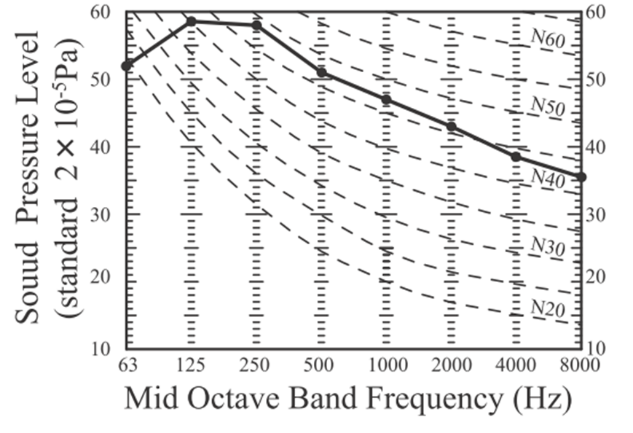 Souud Pressure Level
(standard 2×10⁻⁵Pa)
60
50
40
30
20
10
60
50
40
30
20
10
N60
N50
N40
N30
N20
63 125 250 500 1000 2000 4000 8000
Mid Octave Band Frequency (Hz)